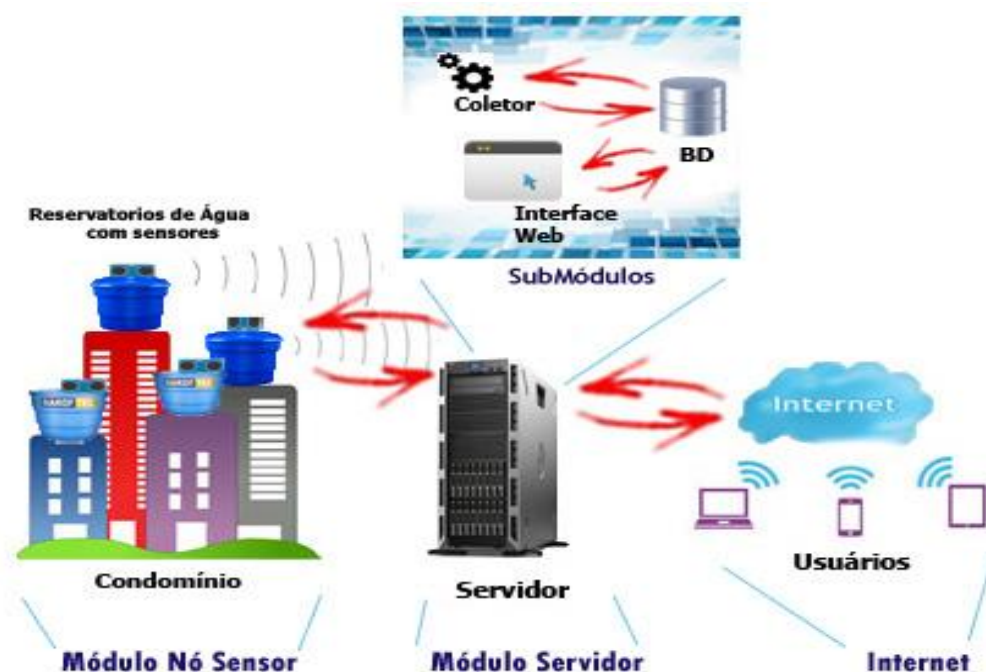 Coletor
BD
Interface
Web
SubMódulos
Reservatorios de Água
com sensores
Internet
Condomínio
Servidor
Usuários
Módulo Nó Sensor
Módulo Servidor
Internet